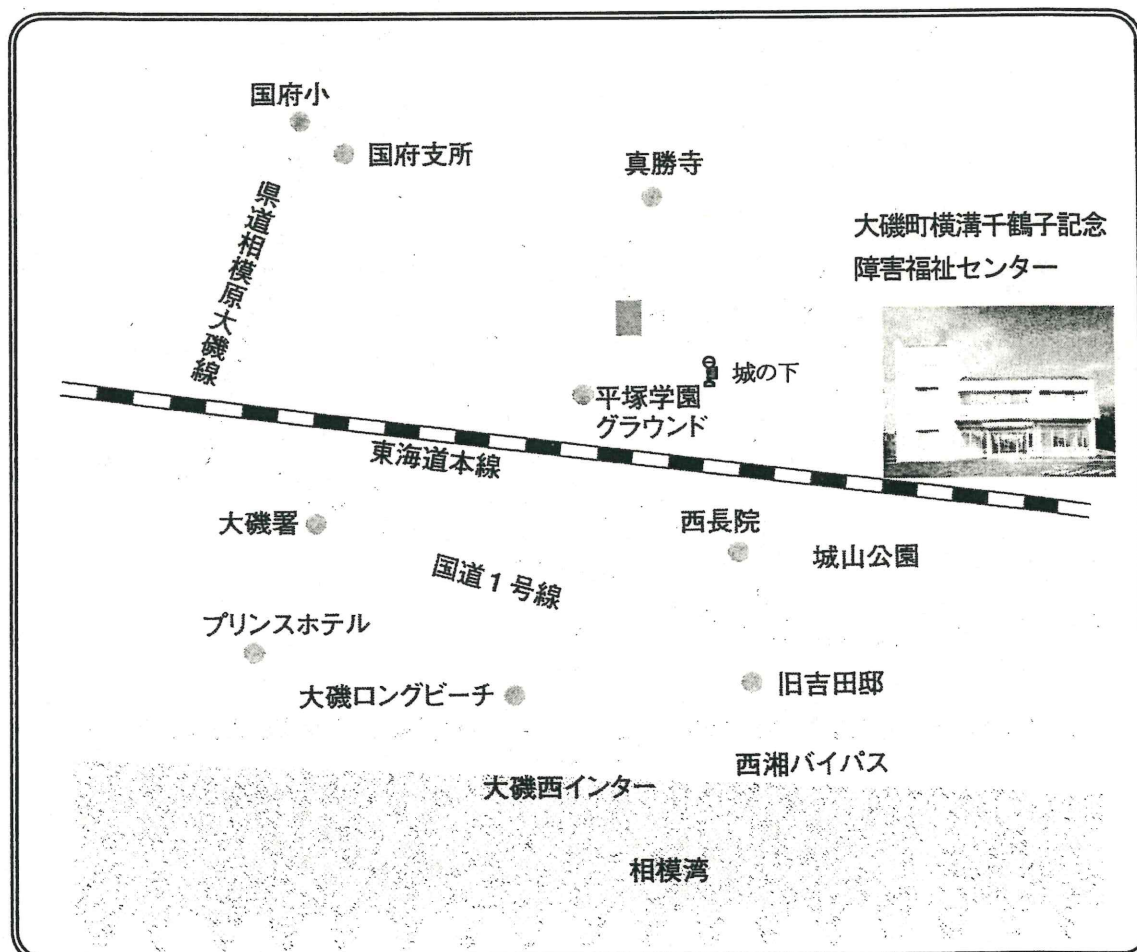 国府小
国府支所
真勝寺
県道相模原大磯線
大磯町横溝千鶴子記念
障害福祉センター
城の下
平塚学園
グラウンド
東海道本線
大磯署
西長院
城山公園
国道1号線
プリンスホテル
大磯ロングビーチ
旧吉田邸
西湘バイパス
大磯西インター
相模湾